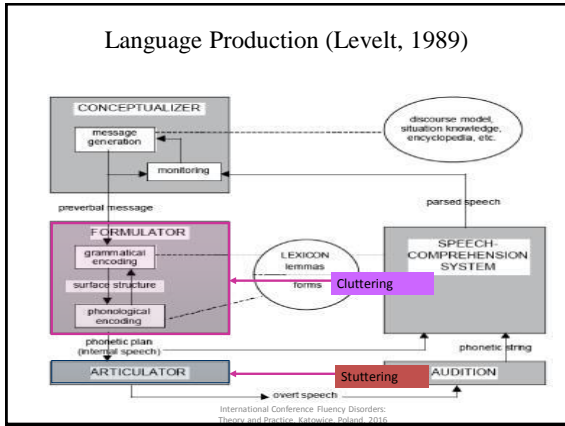 Language Production (Levelt, 1989)
CONCEPTUALIZER
message
generation
monitoring
discourse model,
situation knowledge,
encyclopedia, etc.
preverbal message
parsed speech
FORMULATOR
grammatical
encoding
surface structure
phonological
encoding
LEXICON
lemmas
forms
Cluttering
SPEECH-
COMPREHENSION
SYSTEM
phonetic plan
(internal speech)
phonetic string
ARTICULATOR
Stuttering
AUDITION
overt speech
International Conference Fluency Disorders:
Theory and Practice, Katowice, Poland, 2016